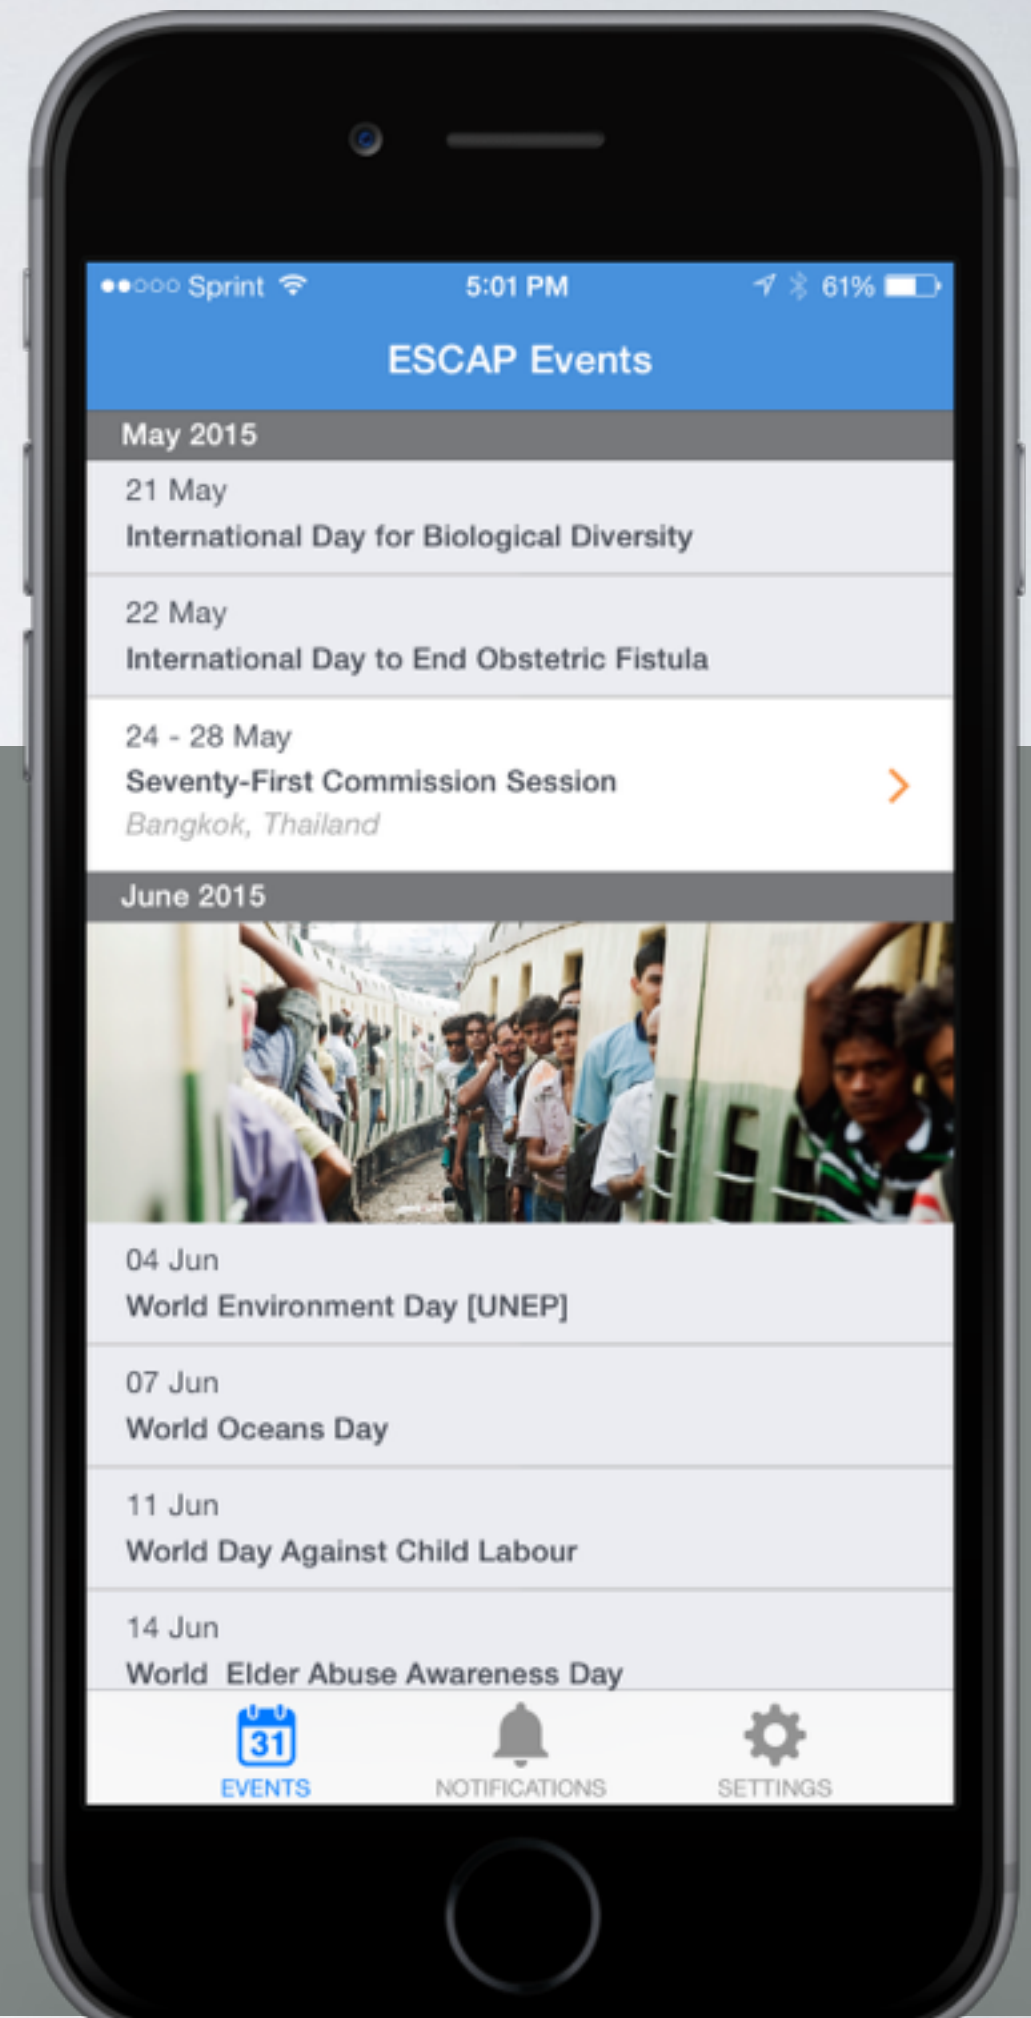 ●●○○○ Sprint 5:01 PM 61%
ESCAP Events
May 2015
21 May
International Day for Biological Diversity
22 May
International Day to End Obstetric Fistula
24 - 28 May
Seventy-First Commission Session
Bangkok, Thailand
June 2015
04 Jun
World Environment Day [UNEP]
07 Jun
World Oceans Day
11 Jun
World Day Against Child Labour
14 Jun
World  Elder Abuse Awareness Day
31
EVENTS NOTIFICATIONS SETTINGS